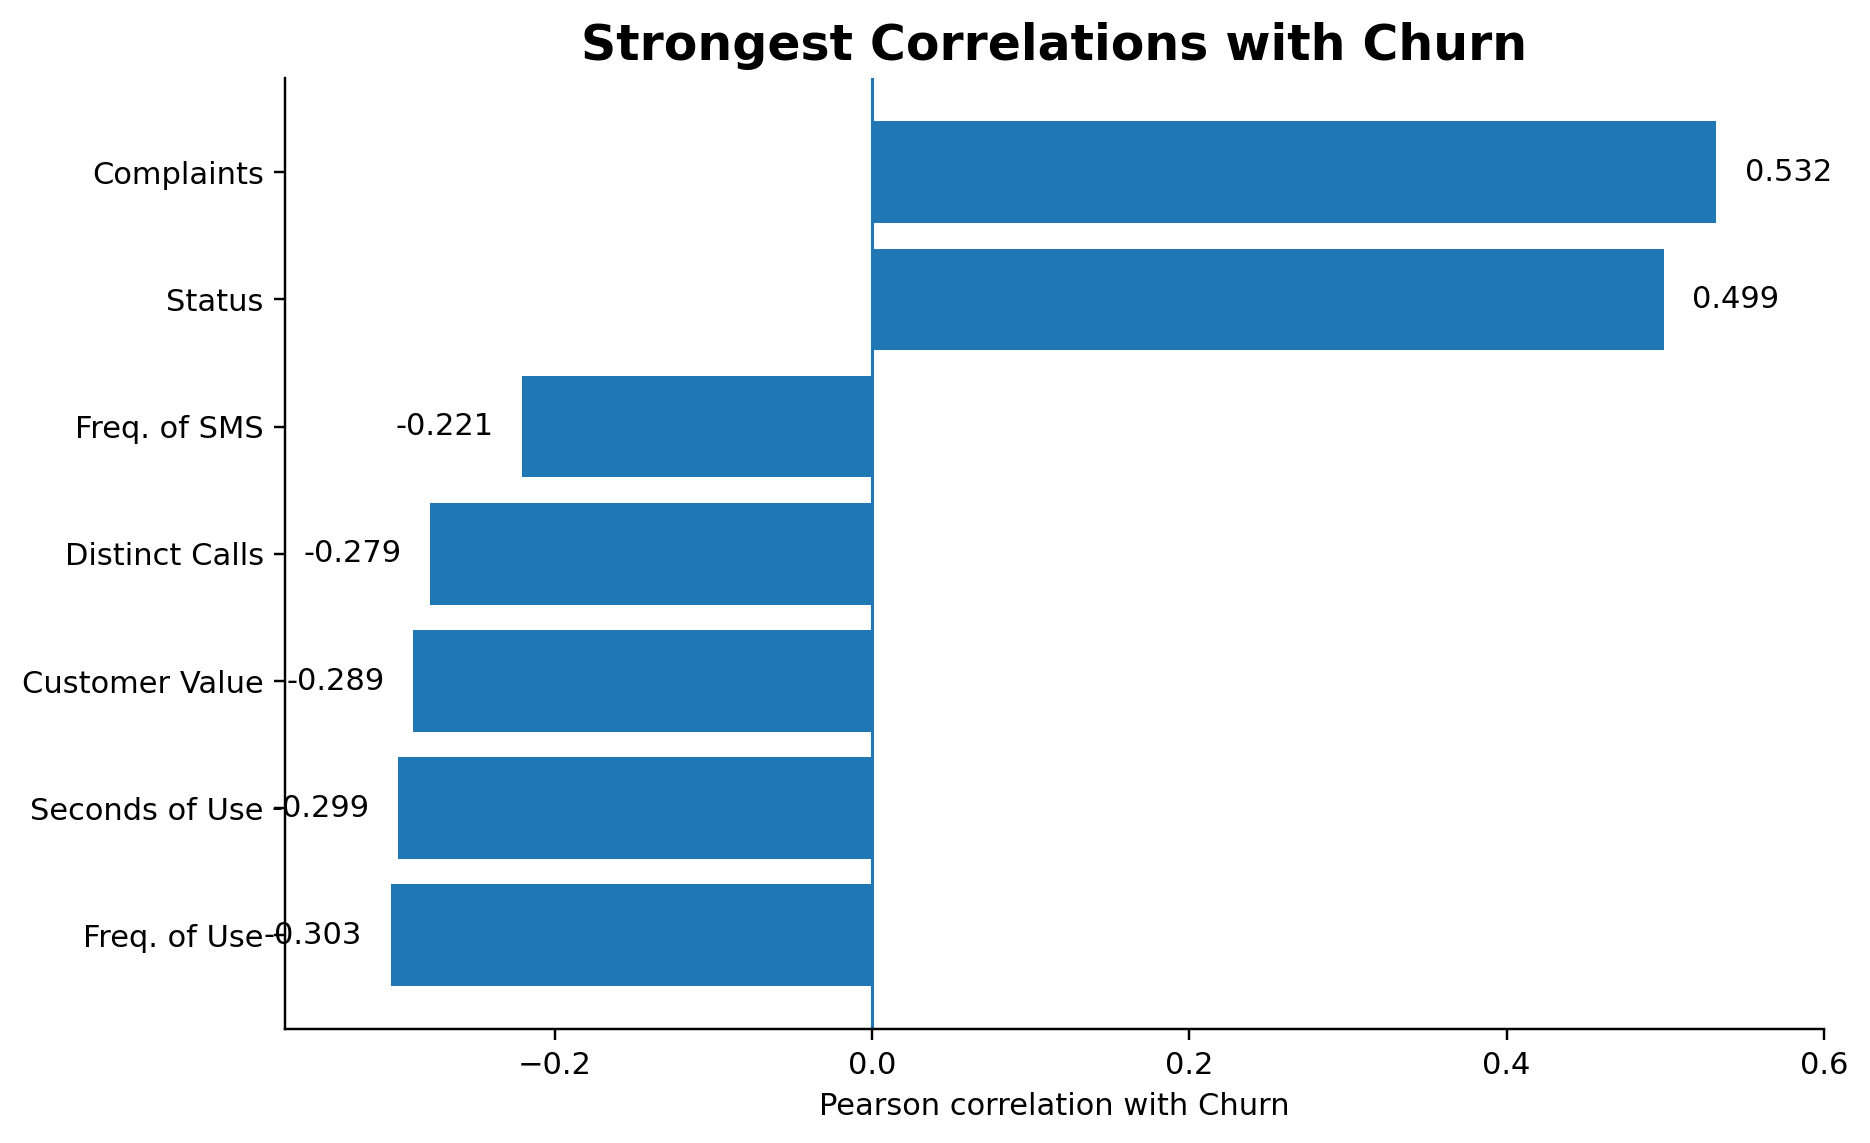 Strongest Correlations with Churn
Complaints 0.532
Status 0.499
Freq. of SMS -0.221
Distinct Calls -0.279
Customer Value -0.289
Seconds of Use -0.299
Freq. of Use -0.303
−0.2 0.0 0.2 0.4 0.6
Pearson correlation with Churn